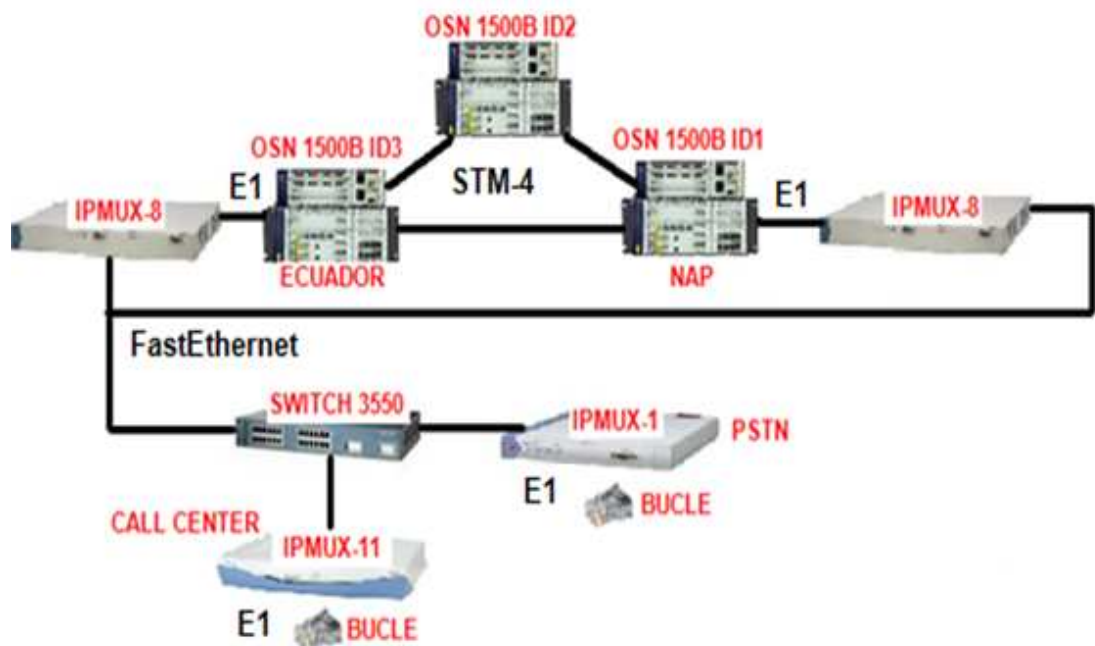 OSN 1500B ID2
OSN 1500B ID3
OSN 1500B ID1
STM-4
E1
E1
IPMUX-8
IPMUX-8
ECUADOR
NAP
FastEthernet
SWITCH 3550
IPMUX-1
PSTN
E1
BUCLE
CALL CENTER
IPMUX-11
E1
BUCLE